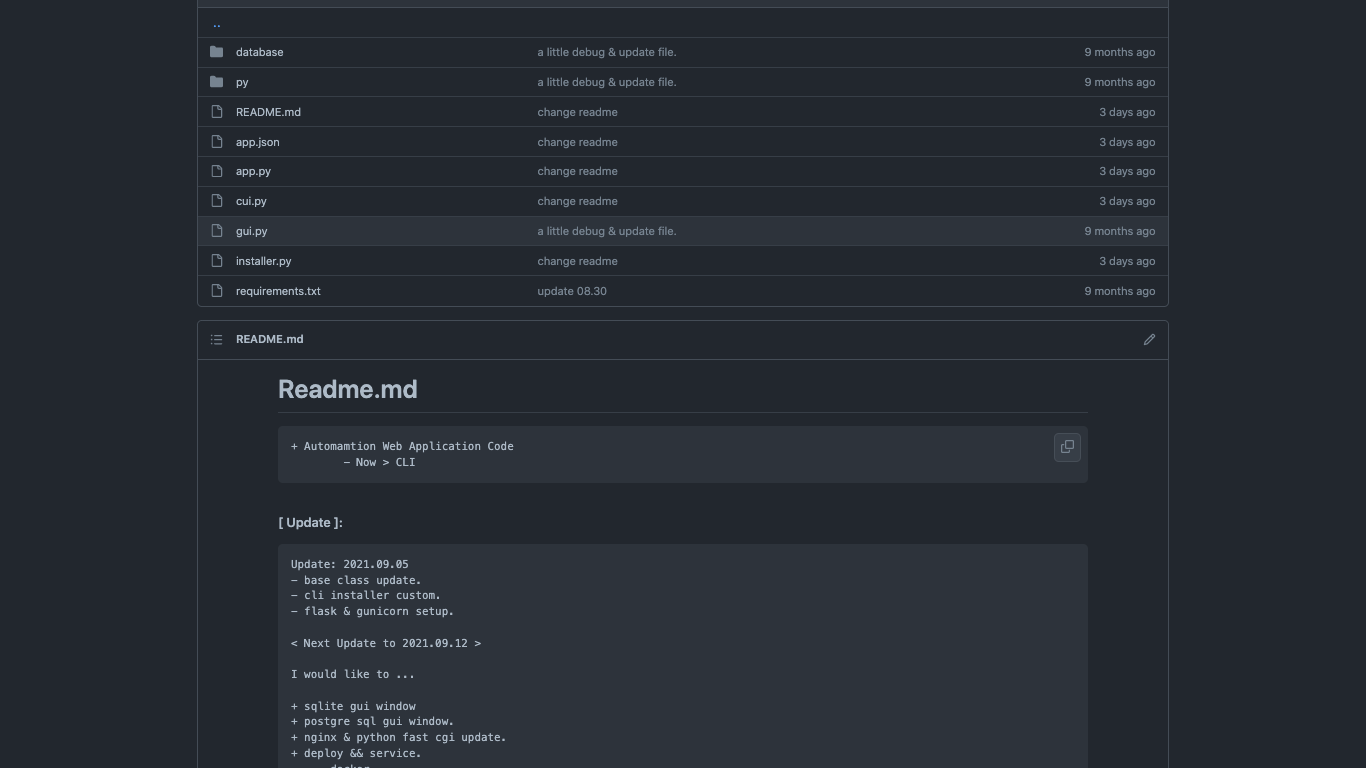 ..
database a little debug & update file. 9 months ago
py a little debug & update file. 9 months ago
README.md change readme 3 days ago
app.json change readme 3 days ago
app.py change readme 3 days ago
cui.py change readme 3 days ago
gui.py a little debug & update file. 9 months ago
installer.py change readme 3 days ago
requirements.txt update 08.30 9 months ago
README.md
Readme.md
+ Automamtion Web Application Code
- Now > CLI
[ Update ]:
Update: 2021.09.05
- base class update.
- cli installer custom.
- flask & gunicorn setup.
< Next Update to 2021.09.12 >
I would like to ...
+ sqlite gui window
+ postgre sql gui window.
+ nginx & python fast cgi update.
+ deploy && service.